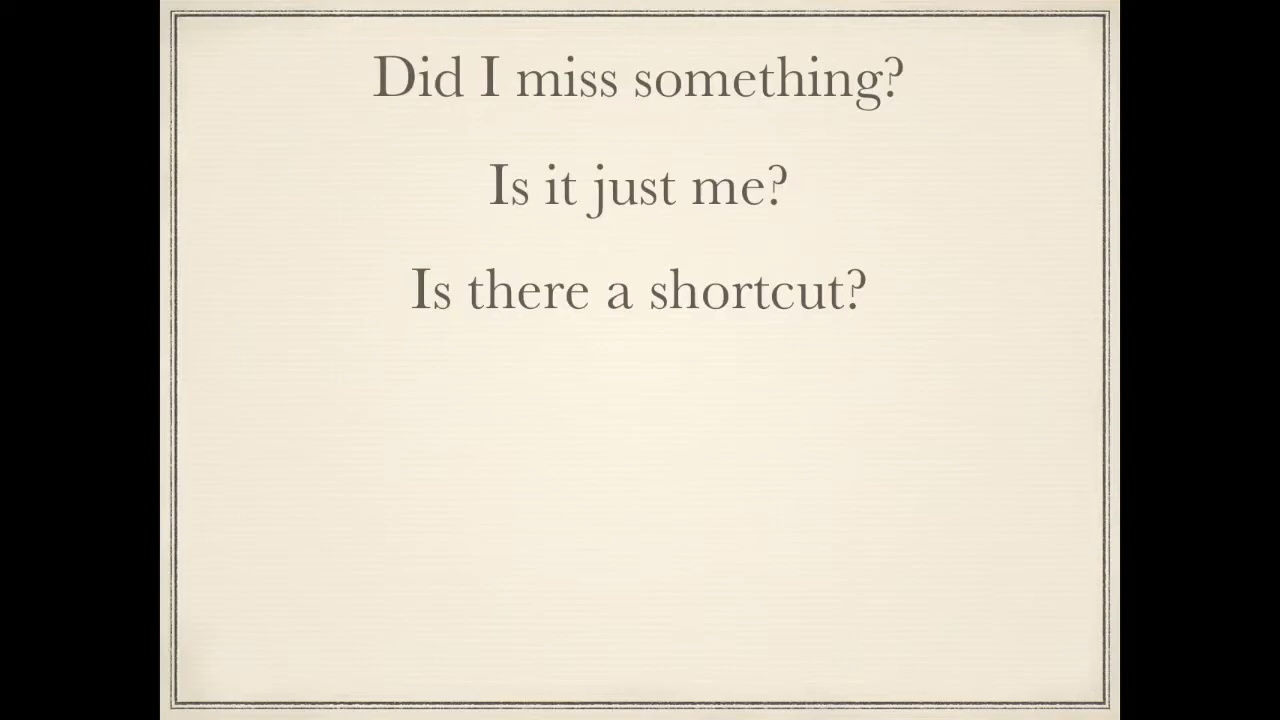 Did I miss something?
Is it just me?
Is there a shortcut?